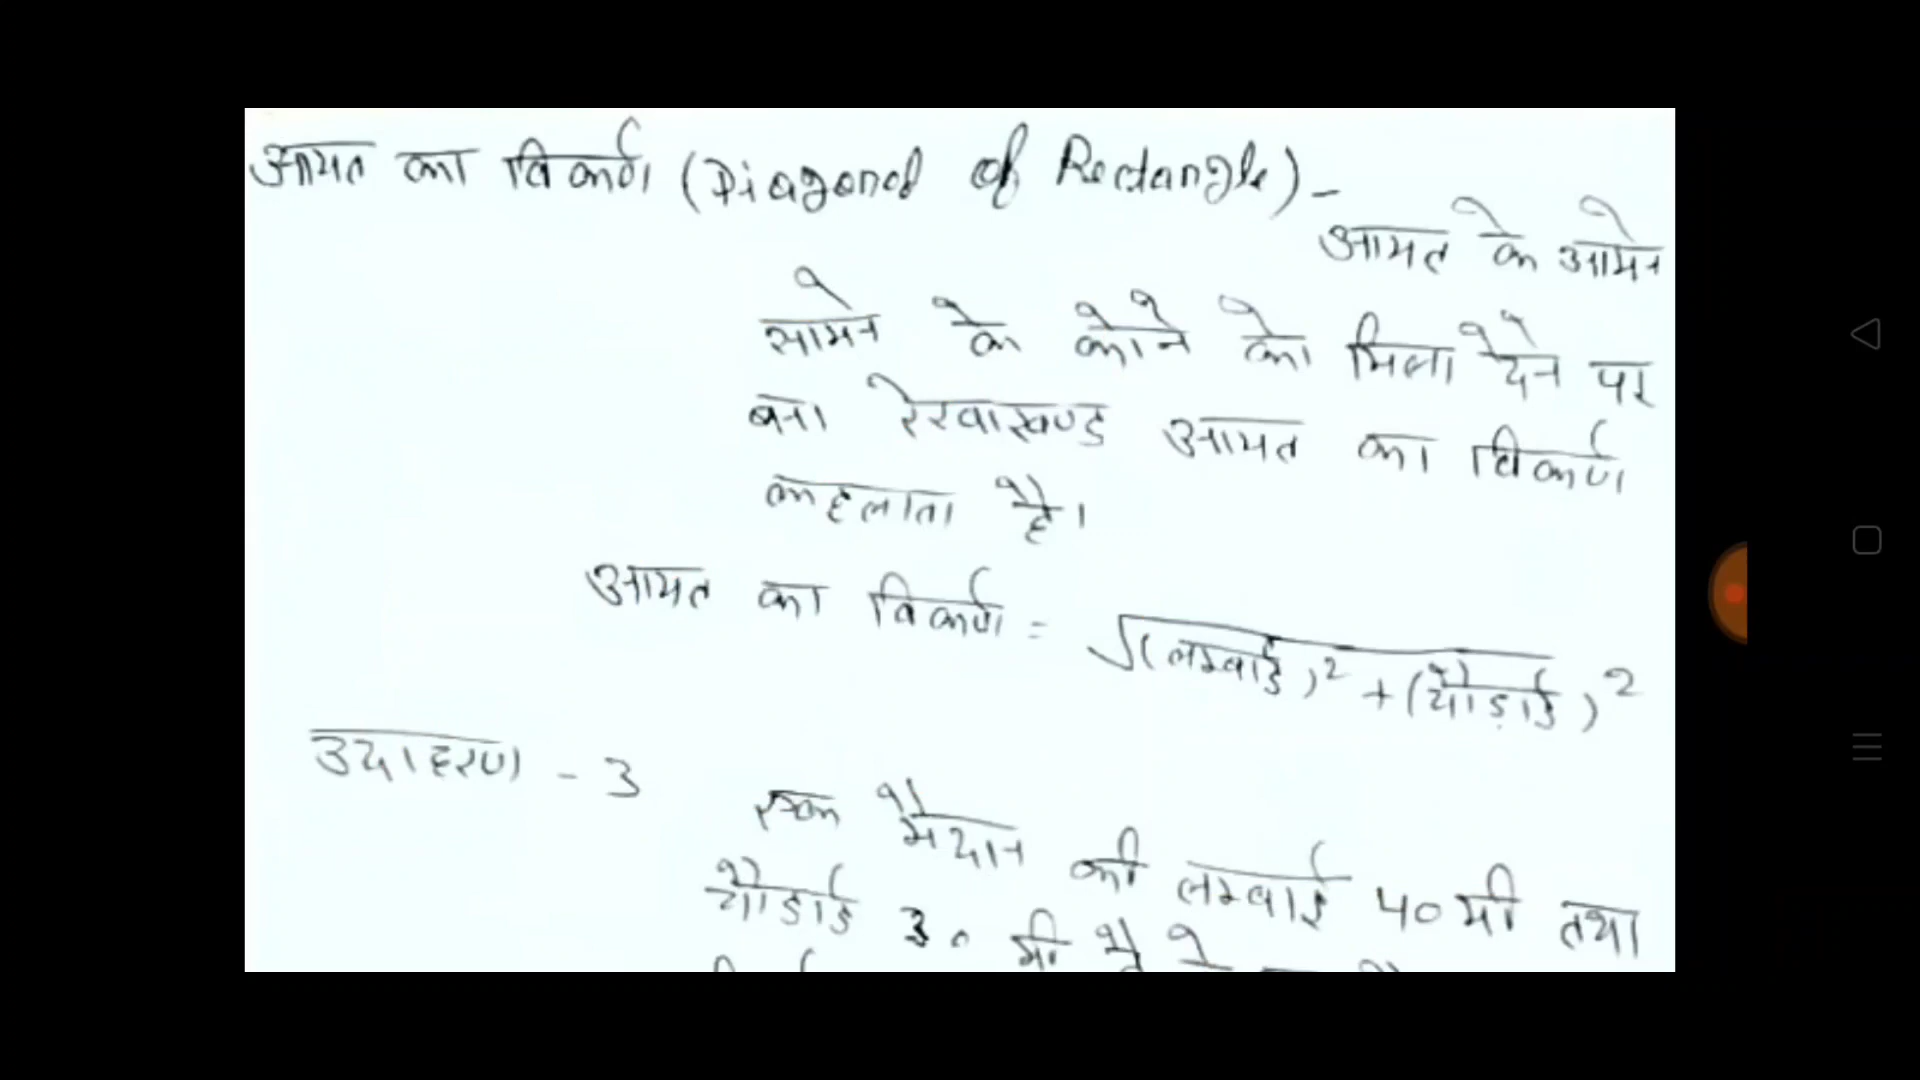 आयत का विकर्ण (Diagonal of Rectangle) -
आयत के आमने
सामने के कोने को मिला देने पर
बना रेखाखण्ड आयत का विकर्ण
कहलाता है।
आयत का विकर्ण = √(लम्बाई)² + (चौड़ाई)²
उदाहरण - 3
एक मैदान की लम्बाई 40 मी तथा
चौडाई 30 मी